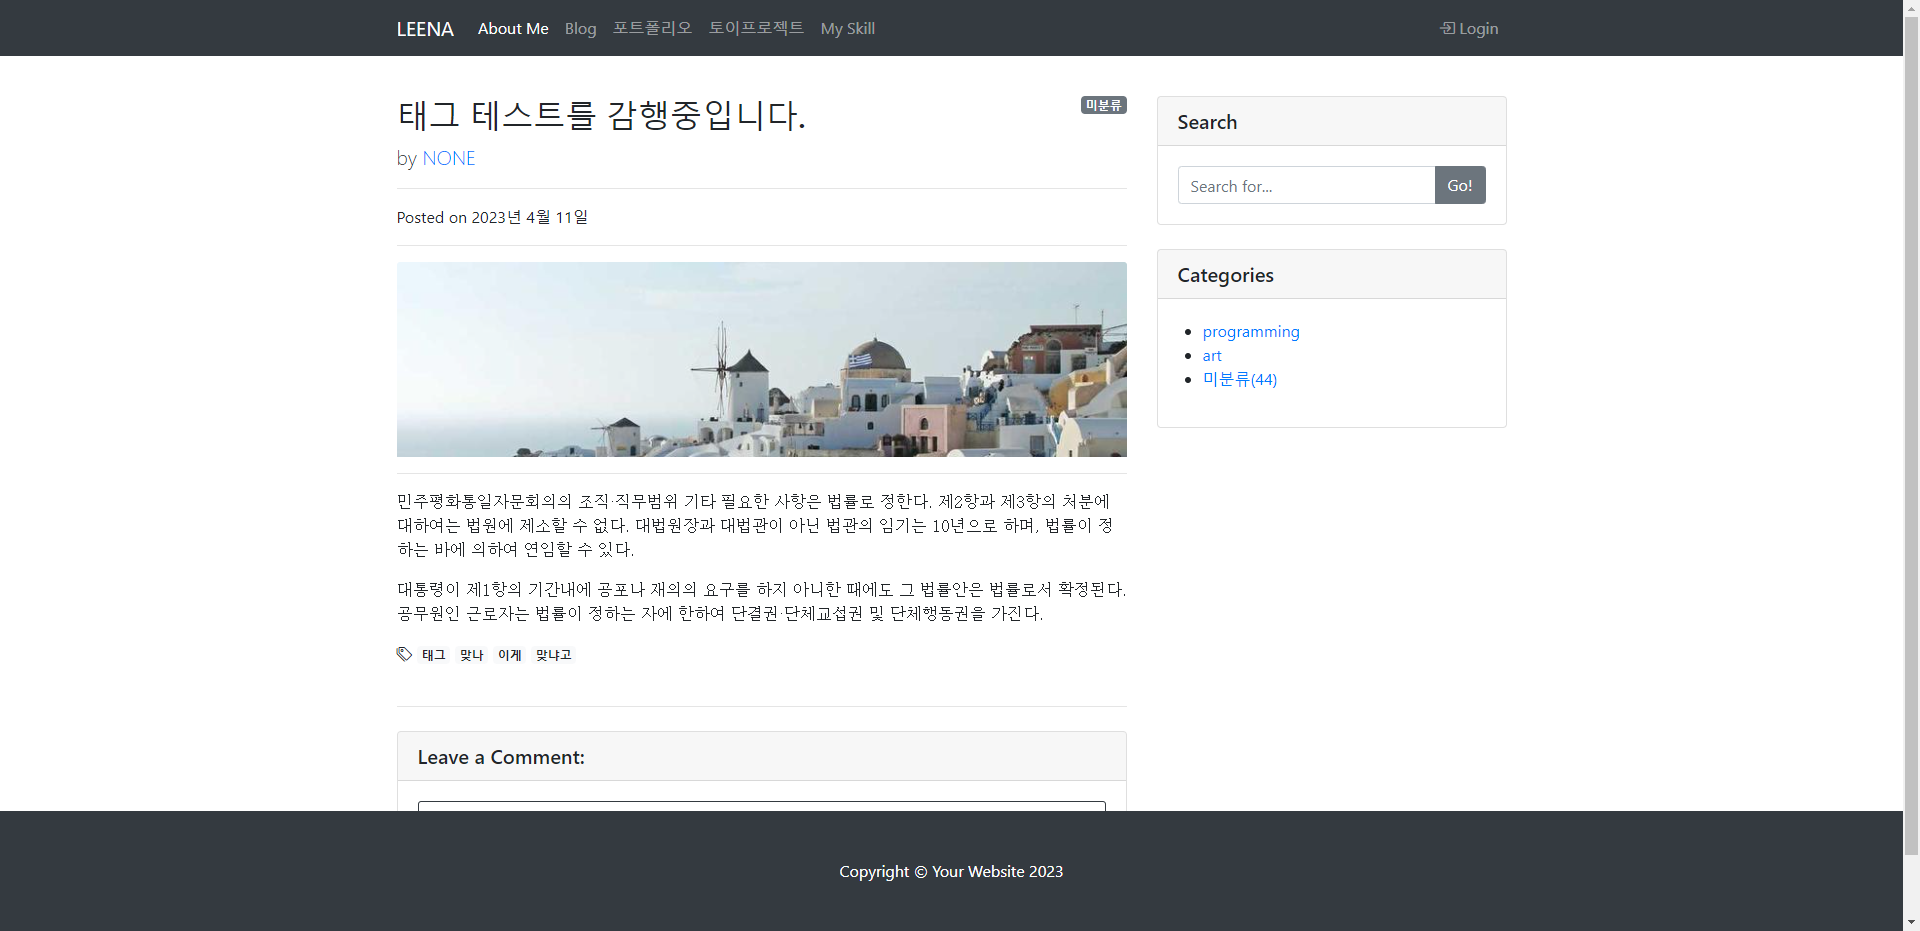 LEENA About Me Blog 포트폴리오 토이프로젝트 My Skill Login
태그 테스트를 감행중입니다.
미분류
by NONE
Posted on 2023년 4월 11일
민주평화통일자문회의의 조직·직무범위 기타 필요한 사항은 법률로 정한다. 제2항과 제3항의 처분에
대하여는 법원에 제소할 수 없다. 대법원장과 대법관이 아닌 법관의 임기는 10년으로 하며, 법률이 정
하는 바에 의하여 연임할 수 있다.
대통령이 제1항의 기간내에 공포나 재의의 요구를 하지 아니한 때에도 그 법률안은 법률로서 확정된다.
공무원인 근로자는 법률이 정하는 자에 한하여 단결권·단체교섭권 및 단체행동권을 가진다.
태그 맞나 이게 맞냐고
Leave a Comment:
Search
Search for... Go!
Categories
programming
art
미분류(44)
Copyright © Your Website 2023